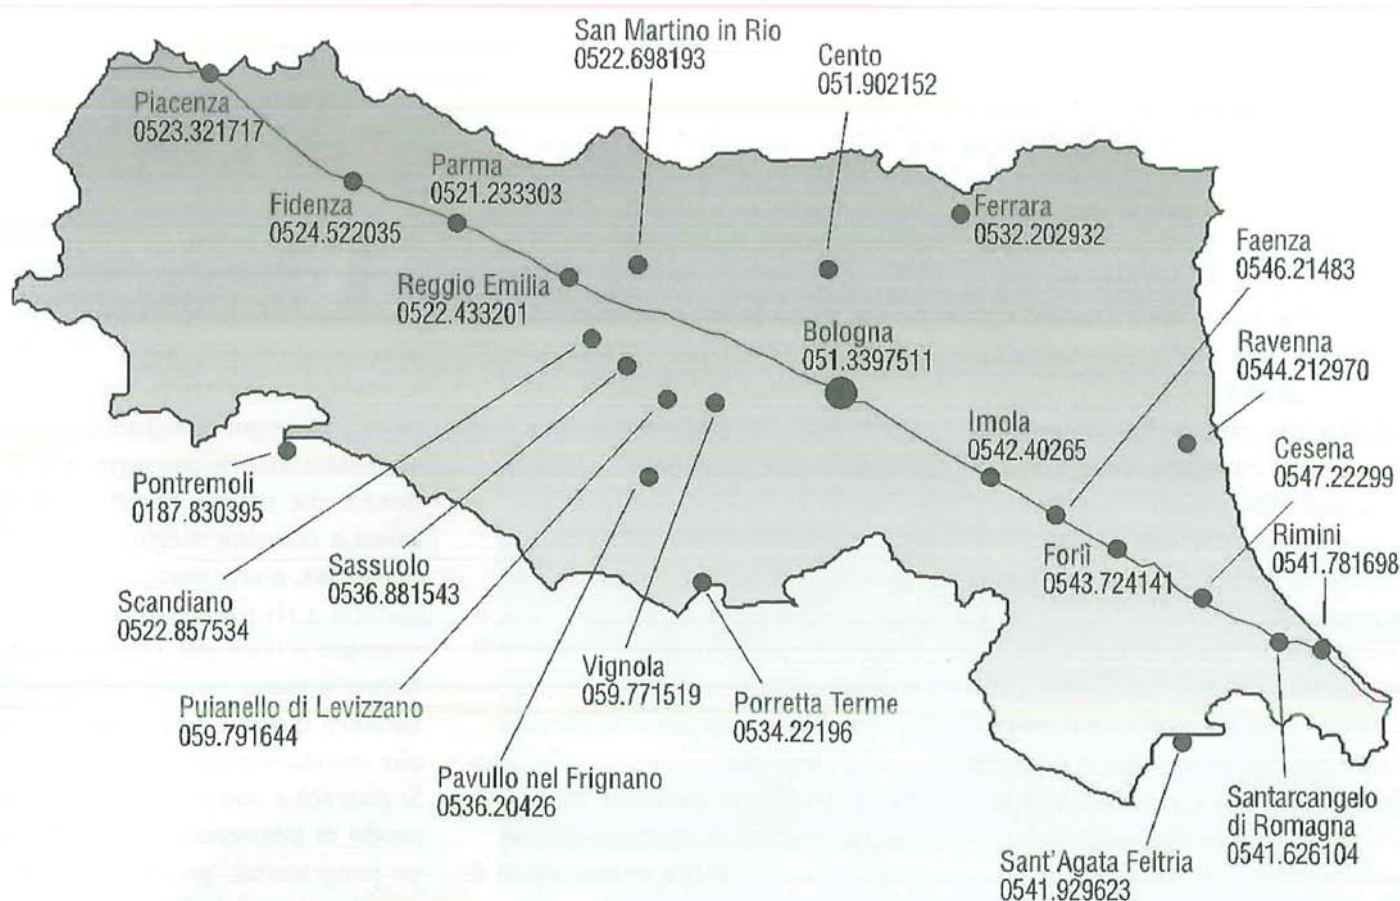 San Martino in Rio
0522.698193
Cento
051.902152
Piacenza
0523.321717
Parma
0521.233303
Fidenza
0524.522035
Ferrara
0532.202932
Faenza
0546.21483
Reggio Emilia
0522.433201
Bologna
051.3397511
Ravenna
0544.212970
Imola
0542.40265
Cesena
0547.22299
Pontremoli
0187.830395
Rimini
0541.781698
Forlì
0543.724141
Sassuolo
0536.881543
Scandiano
0522.857534
Vignola
059.771519
Puianello di Levizzano
059.791644
Porretta Terme
0534.22196
Pavullo nel Frignano
0536.20426
Santarcangelo
di Romagna
0541.626104
Sant'Agata Feltria
0541.929623